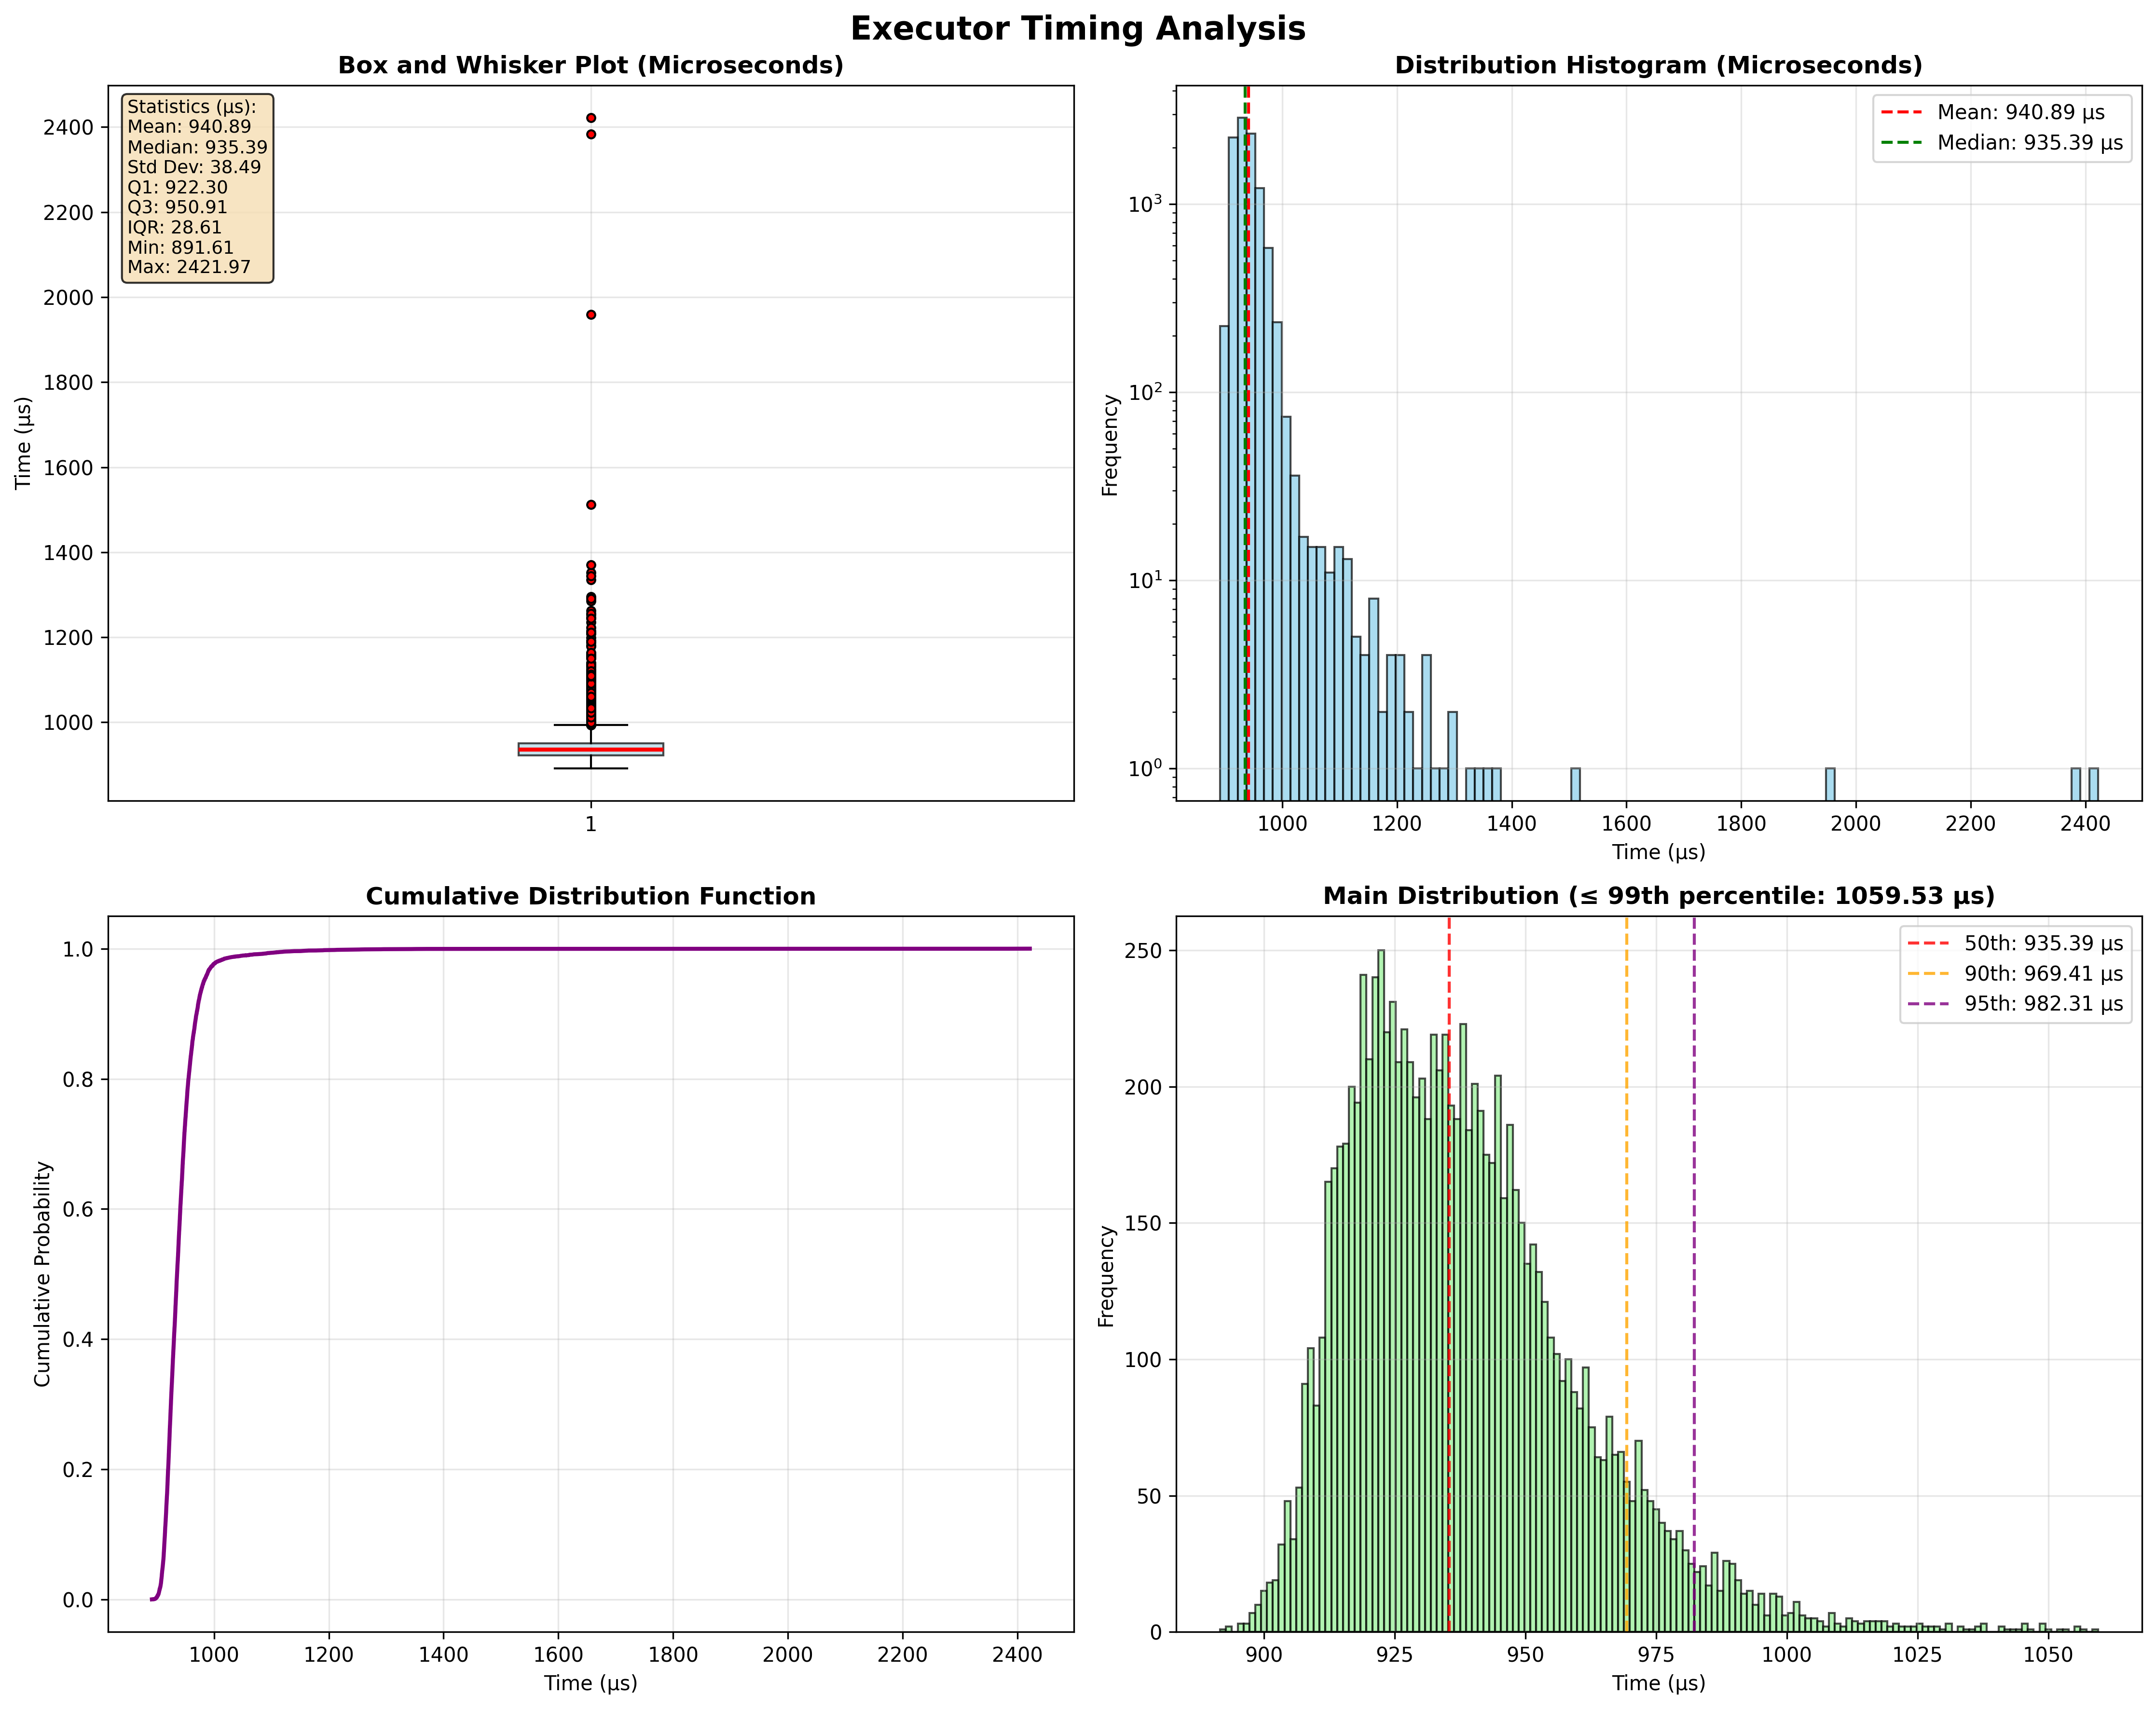 Executor Timing Analysis
Box and Whisker Plot (Microseconds)
Statistics (µs):
Mean: 940.89
Median: 935.39
Std Dev: 38.49
Q1: 922.30
Q3: 950.91
IQR: 28.61
Min: 891.61
Max: 2421.97
2400
2200
2000
1800
1600
1400
1200
1000
Time (µs)
1
Distribution Histogram (Microseconds)
Mean: 940.89 µs
Median: 935.39 µs
10³
10²
10¹
10⁰
Frequency
1000 1200 1400 1600 1800 2000 2200 2400
Time (µs)
Cumulative Distribution Function
1.0
0.8
0.6
0.4
0.2
0.0
Cumulative Probability
1000 1200 1400 1600 1800 2000 2200 2400
Time (µs)
Main Distribution (≤ 99th percentile: 1059.53 µs)
50th: 935.39 µs
90th: 969.41 µs
95th: 982.31 µs
250
200
150
100
50
0
Frequency
900 925 950 975 1000 1025 1050
Time (µs)